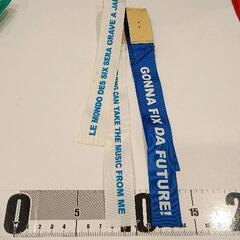 LE MONDO DES SIX SERA GRAVE A JA
NG CAN TAKE THE MUSIC FROM ME
GONNA FIX DA FUTURE!
0 5 10 15